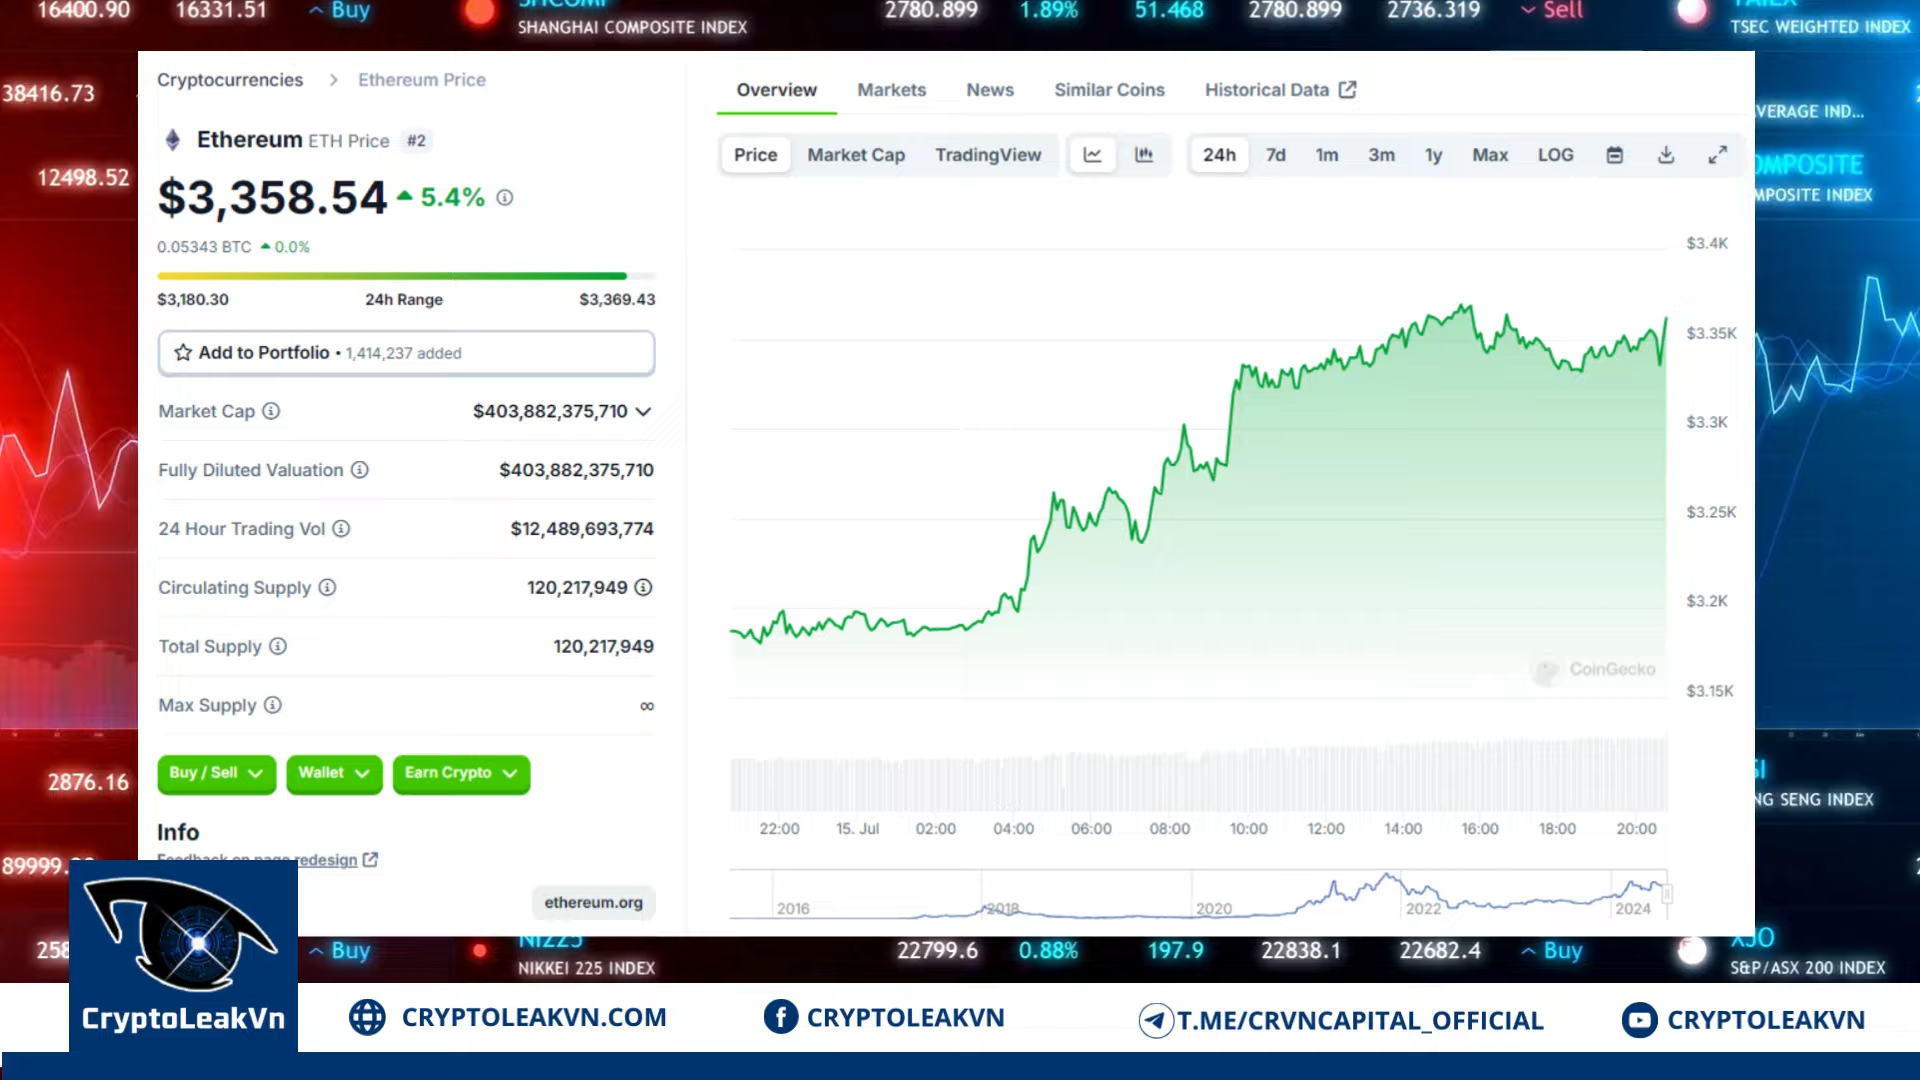 16400.90 16331.51 Buy
SHANGHAI COMPOSITE INDEX
2780.899 1.89% 51.468 2780.899 2736.319 Sell
TSEC WEIGHTED INDEX
38416.73
12498.52
VERAGE IND...
OMPOSITE
MPOSITE INDEX
Cryptocurrencies > Ethereum Price
Ethereum ETH Price #2
$3,358.54 5.4%
0.05343 BTC 0.0%
$3,180.30 24h Range $3,369.43
Add to Portfolio • 1,414,237 added
Market Cap $403,882,375,710
Fully Diluted Valuation $403,882,375,710
24 Hour Trading Vol $12,489,693,774
Circulating Supply 120,217,949
Total Supply 120,217,949
Max Supply ∞
Buy / Sell Wallet Earn Crypto
Info
Feedback on page redesign
ethereum.org
Overview Markets News Similar Coins Historical Data
Price Market Cap TradingView 24h 7d 1m 3m 1y Max LOG
$3.4K
$3.35K
$3.3K
$3.25K
$3.2K
$3.15K
CoinGecko
22:00 15. Jul 02:00 04:00 06:00 08:00 10:00 12:00 14:00 16:00 18:00 20:00
2016 2018 2020 2022 2024
2876.16
NG SENG INDEX
Buy
NIKKEI 225 INDEX
22799.6 0.88% 197.9 22838.1 22682.4 Buy
XJO
S&P/ASX 200 INDEX
CryptoLeakVn
CRYPTOLEAKVN.COM
CRYPTOLEAKVN
T.ME/CRVNCAPITAL_OFFICIAL
CRYPTOLEAKVN